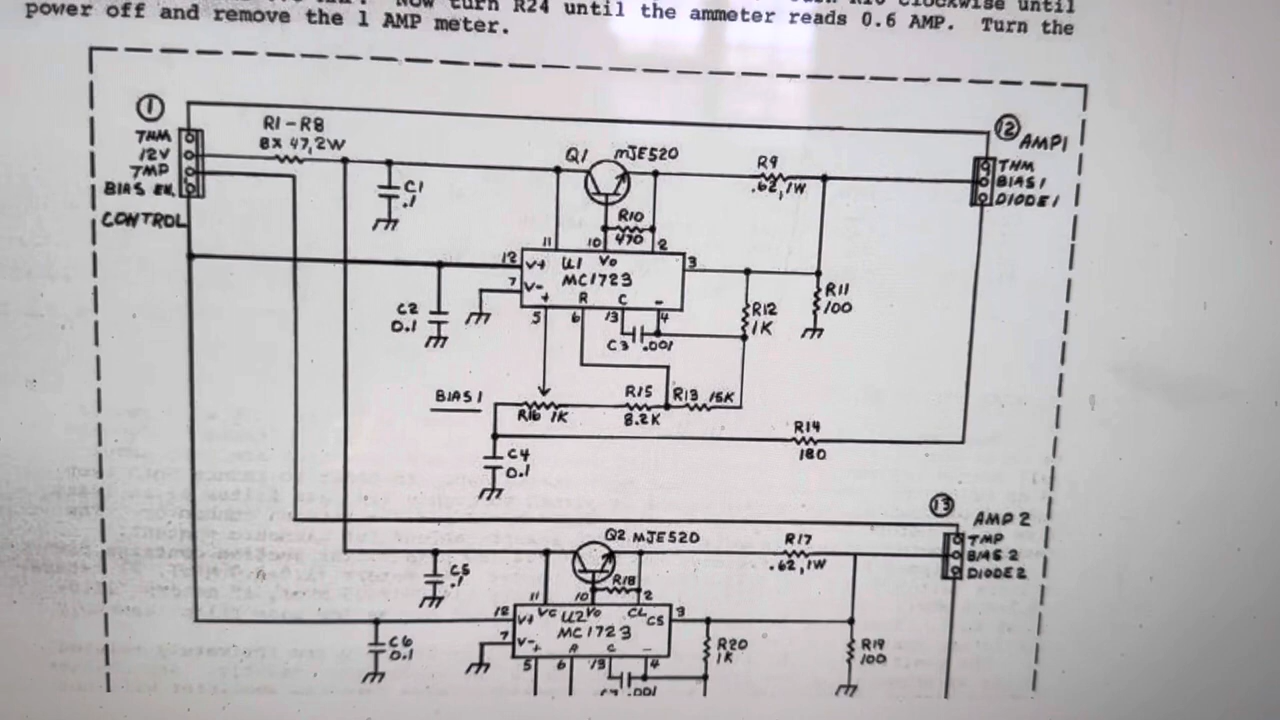 Now turn R24 until the ammeter reads 0.6 AMP. Turn the
power off and remove the 1 AMP meter.
1
THM
12V
TMP
BIAS EN.
CONTROL
R1-R8
8X 47,2W
C1
.1
Q1
MJE520
R9
.62,1W
12
AMP1
THM
BIAS 1
DIODE 1
R10
470
11
10
2
12
V+
U1
Vo
3
7
V-
MC1723
+
R
C
-
5
6
13
4
C2
0.1
C3
.001
R12
1K
R11
100
BIAS 1
R16 1K
R15
8.2K
R13 15K
R14
180
C4
0.1
13
AMP 2
TMP
BIAS 2
DIODE 2
Q2 MJE520
R17
.62,1W
C5
.1
R18
11
10
2
12
V+
VC
U2
Vo
CL
CS
3
7
V-
MC1723
+
R
C
-
5
6
13
4
C6
0.1
.001
R20
1K
R19
100